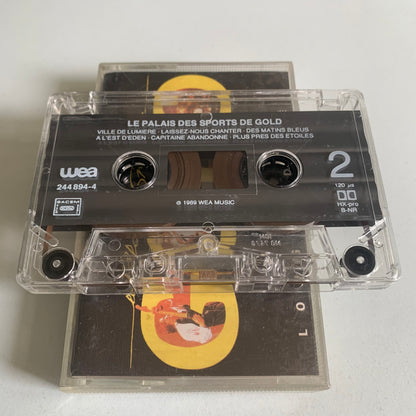 LE PALAIS DES SPORTS DE GOLD
VILLE DE LUMIERE · LAISSEZ-NOUS CHANTER · DES MATINS BLEUS
A L'EST D'EDEN · CAPITAINE ABANDONNE · PLUS PRES DES ETOILES
wea
244 894-4
2
120 µs
SACEM
HX-pro
B-NR
℗ 1989 WEA MUSIC
L O